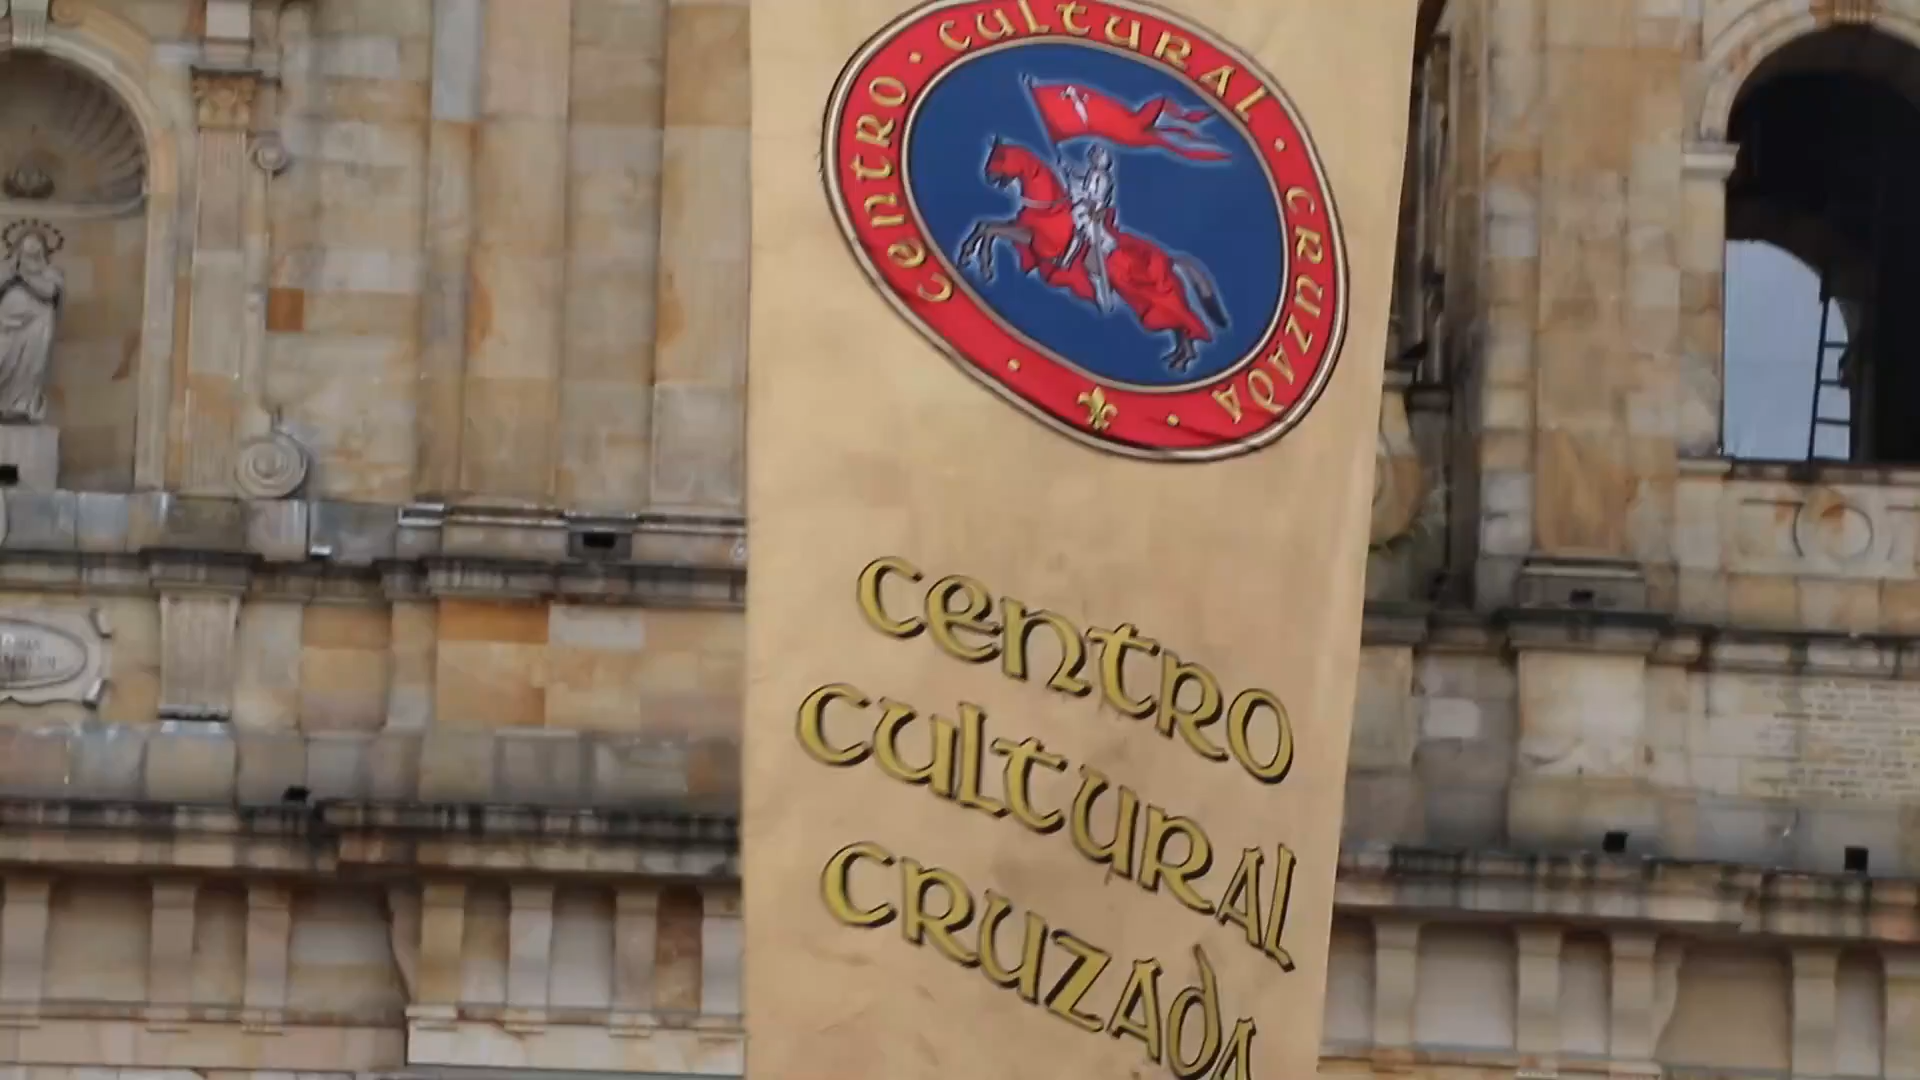 CENTRO · CULTURAL · CRUZADA
CENTRO
CULTURAL
CRUZADA